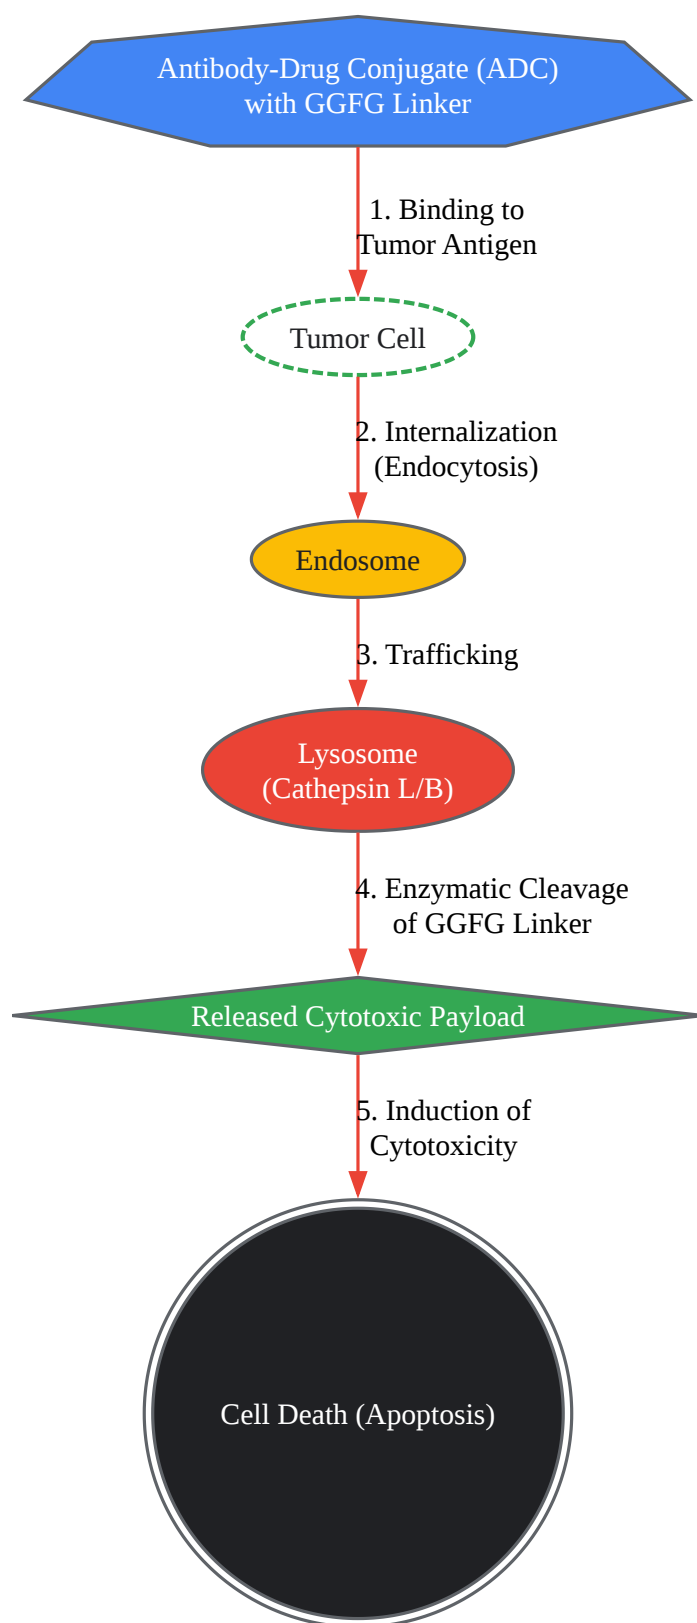 Antibody-Drug Conjugate (ADC)
with GGFG Linker
1. Binding to
Tumor Antigen
Tumor Cell
2. Internalization
(Endocytosis)
Endosome
3. Trafficking
Lysosome
(Cathepsin L/B)
4. Enzymatic Cleavage
of GGFG Linker
Released Cytotoxic Payload
5. Induction of
Cytotoxicity
Cell Death (Apoptosis)